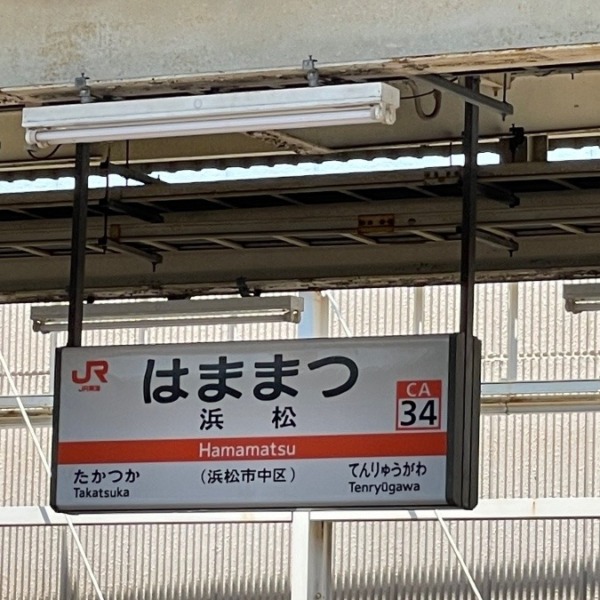 JR
JR東海
はままつ
浜 松
CA
34
Hamamatsu
たかつか
Takatsuka
(浜松市中区)
てんりゅうがわ
Tenryūgawa